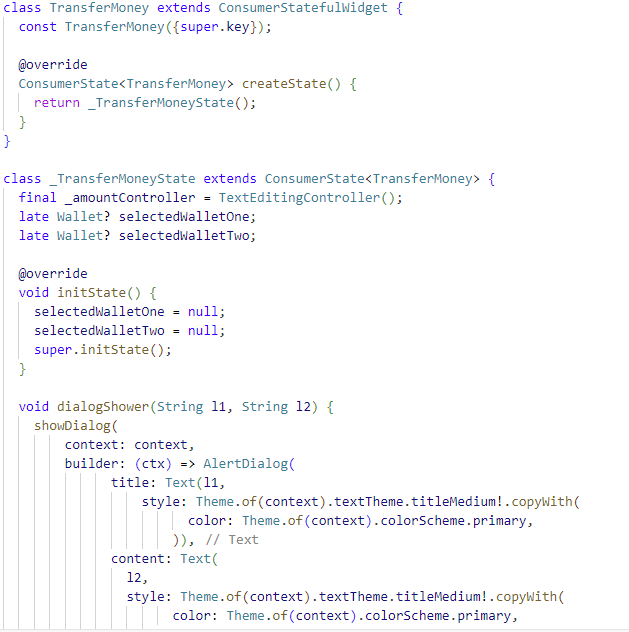 class TransferMoney extends ConsumerStatefulWidget {
  const TransferMoney({super.key});

  @override
  ConsumerState<TransferMoney> createState() {
    return _TransferMoneyState();
  }
}

class _TransferMoneyState extends ConsumerState<TransferMoney> {
  final _amountController = TextEditingController();
  late Wallet? selectedWalletOne;
  late Wallet? selectedWalletTwo;

  @override
  void initState() {
    selectedWalletOne = null;
    selectedWalletTwo = null;
    super.initState();
  }

  void dialogShower(String l1, String l2) {
    showDialog(
        context: context,
        builder: (ctx) => AlertDialog(
              title: Text(l1,
                  style: Theme.of(context).textTheme.titleMedium!.copyWith(
                        color: Theme.of(context).colorScheme.primary,
                      )), // Text
              content: Text(
                l2,
                style: Theme.of(context).textTheme.titleMedium!.copyWith(
                      color: Theme.of(context).colorScheme.primary,